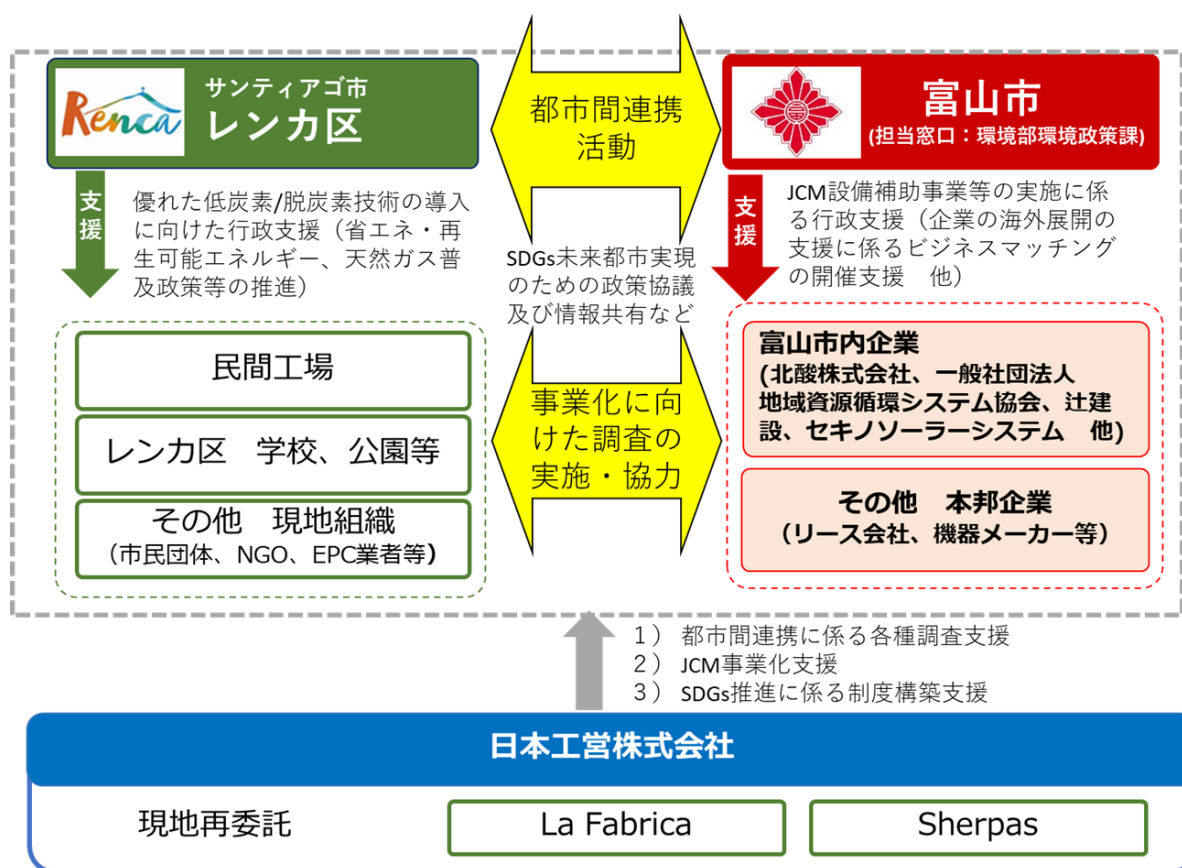 Renca
サンティアゴ市
レンカ区
都市間連携
活動
富山市
(担当窓口：環境部環境政策課)
支援
優れた低炭素/脱炭素技術の導入
に向けた行政支援（省エネ・再
生可能エネルギー、天然ガス普
及政策等の推進）
SDGs未来都市実現
のための政策協議
及び情報共有など
支援
JCM設備補助事業等の実施に係
る行政支援（企業の海外展開の
支援に係るビジネスマッチング
の開催支援　他）
民間工場
レンカ区　学校、公園等
その他　現地組織
（市民団体、NGO、EPC業者等）
事業化に向
けた調査の
実施・協力
富山市内企業
(北酸株式会社、一般社団法人
地域資源循環システム協会、辻建
設、セキノソーラーシステム　他)
その他　本邦企業
（リース会社、機器メーカー等）
1） 都市間連携に係る各種調査支援
2） JCM事業化支援
3） SDGs推進に係る制度構築支援
日本工営株式会社
現地再委託
La Fabrica
Sherpas